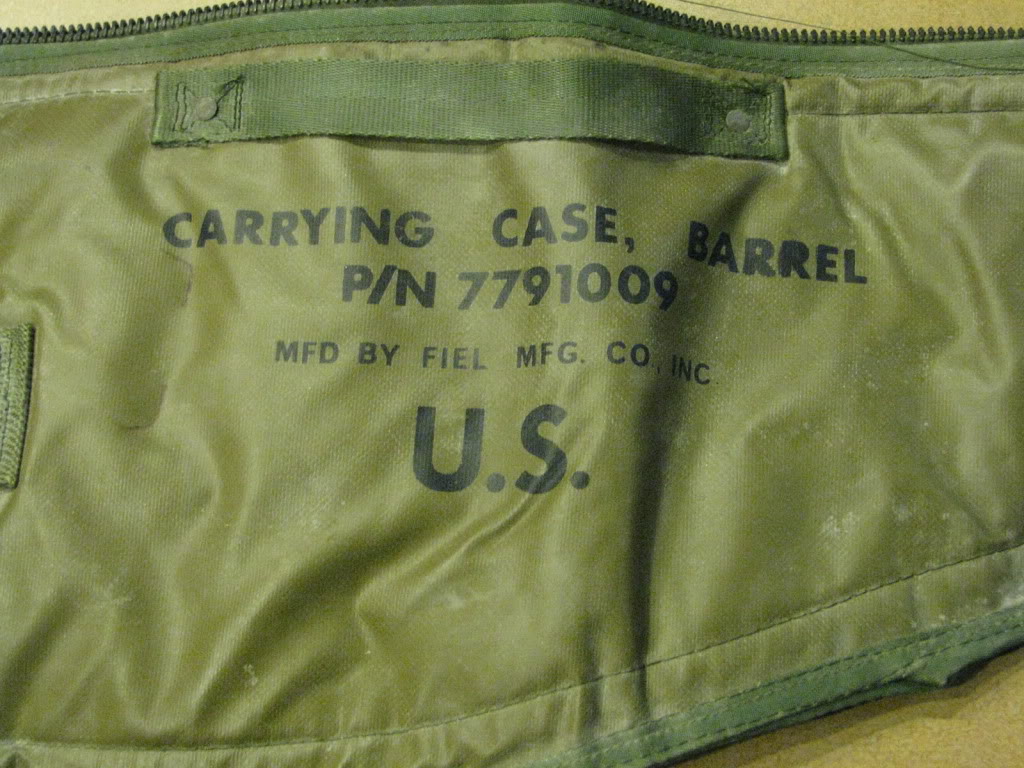 CARRYING CASE, BARREL
P/N 7791009
MFD BY FIEL MFG. CO., INC
U.S.